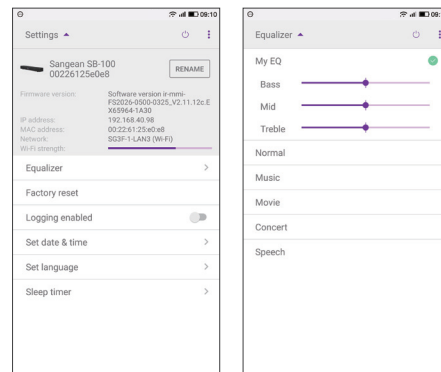 09:10
Settings
Sangean SB-100
00226125e0e8
RENAME
Firmware version: Software version ir-mmi-
FS2026-0500-0325_V2.11.12c.E
X65964-1A30
IP address: 192.168.40.98
MAC address: 00:22:61:25:e0:e8
Network: SG3F-1-LAN3 (Wi-Fi)
Wi-Fi strength:
Equalizer
Factory reset
Logging enabled
Set date & time
Set language
Sleep timer
Equalizer
My EQ
Bass
Mid
Treble
Normal
Music
Movie
Concert
Speech